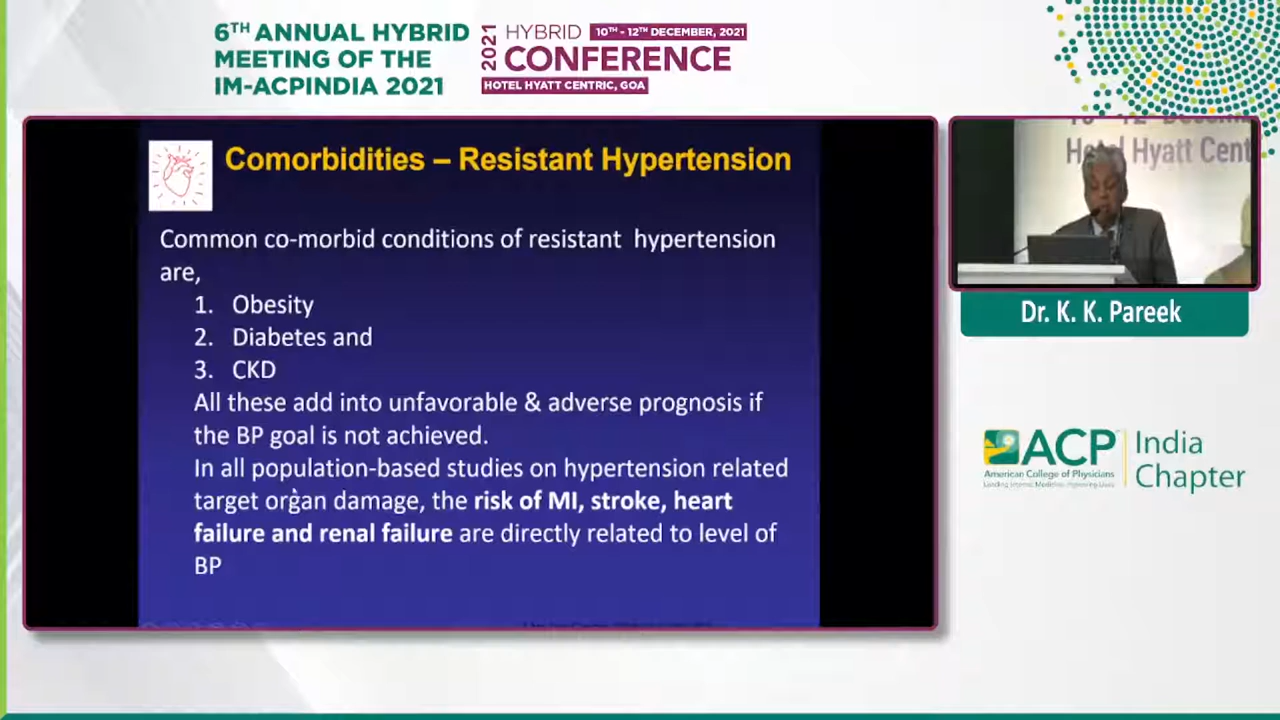 6TH ANNUAL HYBRID
MEETING OF THE
IM-ACPINDIA 2021
2021
HYBRID 10TH - 12TH DECEMBER, 2021
CONFERENCE
HOTEL HYATT CENTRIC, GOA
Comorbidities – Resistant Hypertension
Common co-morbid conditions of resistant hypertension
are,
1. Obesity
2. Diabetes and
3. CKD
All these add into unfavorable & adverse prognosis if
the BP goal is not achieved.
In all population-based studies on hypertension related
target organ damage, the risk of MI, stroke, heart
failure and renal failure are directly related to level of
BP
Hotel Hyatt Cent
Dr. K. K. Pareek
ACP
American College of Physicians
India
Chapter